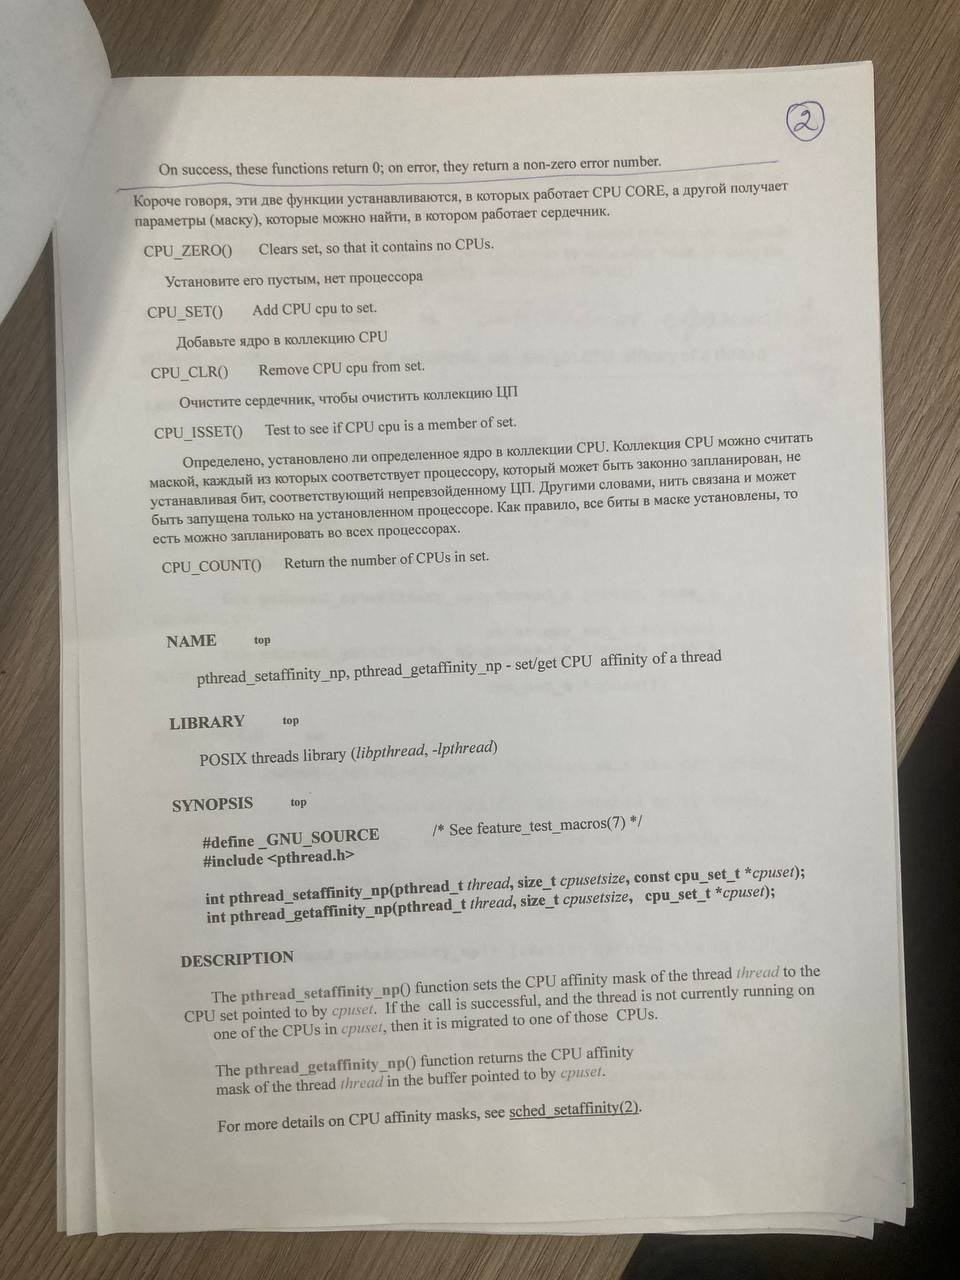 2
On success, these functions return 0; on error, they return a non-zero error number.
Короче говоря, эти две функции устанавливаются, в которых работает CPU CORE, а другой получает
параметры (маску), которые можно найти, в котором работает сердечник.
CPU_ZERO() Clears set, so that it contains no CPUs.
Установите его пустым, нет процессора
CPU_SET() Add CPU cpu to set.
Добавьте ядро в коллекцию CPU
CPU_CLR() Remove CPU cpu from set.
Очистите сердечник, чтобы очистить коллекцию ЦП
CPU_ISSET() Test to see if CPU cpu is a member of set.
Определено, установлено ли определенное ядро в коллекции CPU. Коллекция CPU можно считать
маской, каждый из которых соответствует процессору, который может быть законно запланирован, не
устанавливая бит, соответствующий непревзойденному ЦП. Другими словами, нить связана и может
быть запущена только на установленном процессоре. Как правило, все биты в маске установлены, то
есть можно запланировать во всех процессорах.
CPU_COUNT() Return the number of CPUs in set.
NAME top
pthread_setaffinity_np, pthread_getaffinity_np - set/get CPU affinity of a thread
LIBRARY top
POSIX threads library (libpthread, -lpthread)
SYNOPSIS top
#define _GNU_SOURCE /* See feature_test_macros(7) */
#include <pthread.h>
int pthread_setaffinity_np(pthread_t thread, size_t cpusetsize, const cpu_set_t *cpuset);
int pthread_getaffinity_np(pthread_t thread, size_t cpusetsize, cpu_set_t *cpuset);
DESCRIPTION
The pthread_setaffinity_np() function sets the CPU affinity mask of the thread thread to the
CPU set pointed to by cpuset. If the call is successful, and the thread is not currently running on
one of the CPUs in cpuset, then it is migrated to one of those CPUs.
The pthread_getaffinity_np() function returns the CPU affinity
mask of the thread thread in the buffer pointed to by cpuset.
For more details on CPU affinity masks, see sched_setaffinity(2).